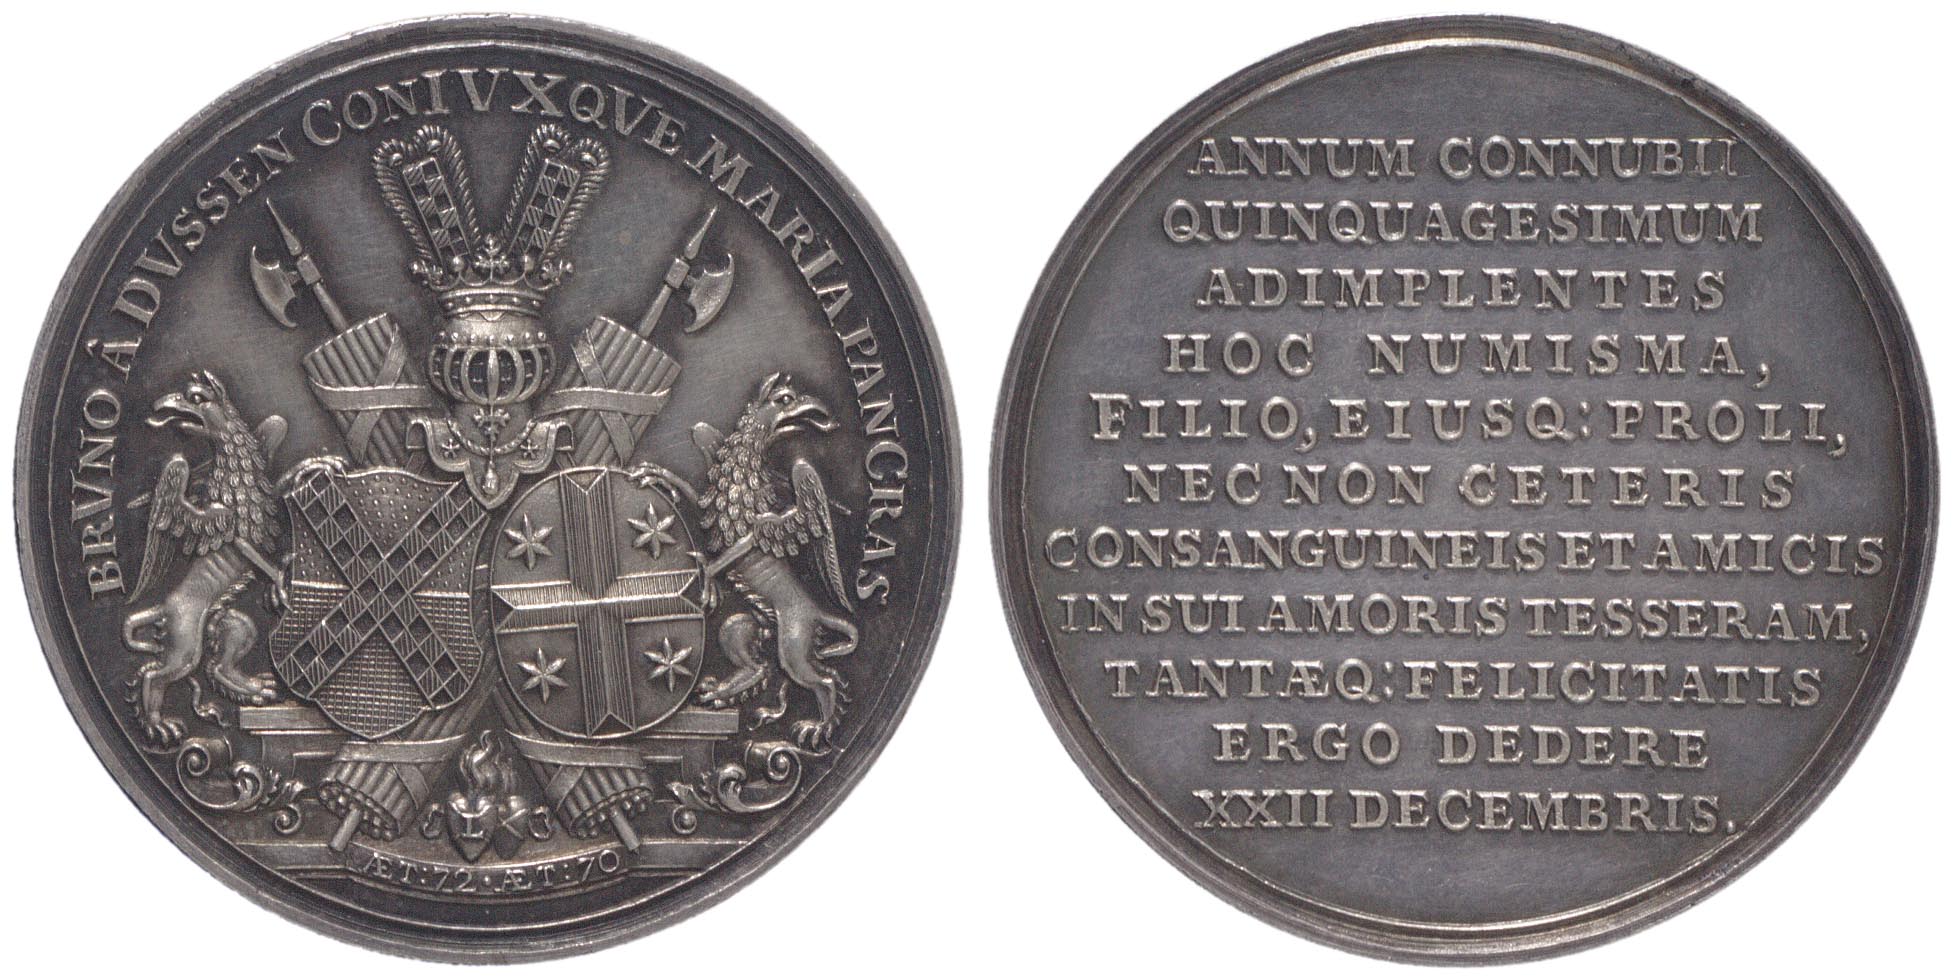 BRVNO Â DVSSEN CONIVXQVE MARIA PANCRAS
L
ÆT: 72 · ÆT: 70
ANNUM CONNUBII
QUINQUAGESIMUM
ADIMPLENTES
HOC NUMISMA,
FILIO, EIUSQ: PROLI,
NEC NON CETERIS
CONSANGUINEIS ET AMICIS
IN SUI AMORIS TESSERAM,
TANTÆQ: FELICITATIS
ERGO DEDERE
XXII DECEMBRIS.